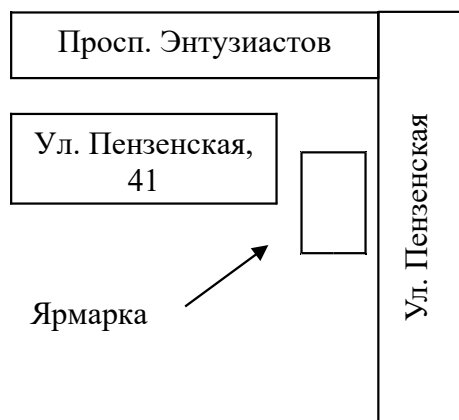 Просп. Энтузиастов
Ул. Пензенская,
41
Ул. Пензенская
Ярмарка